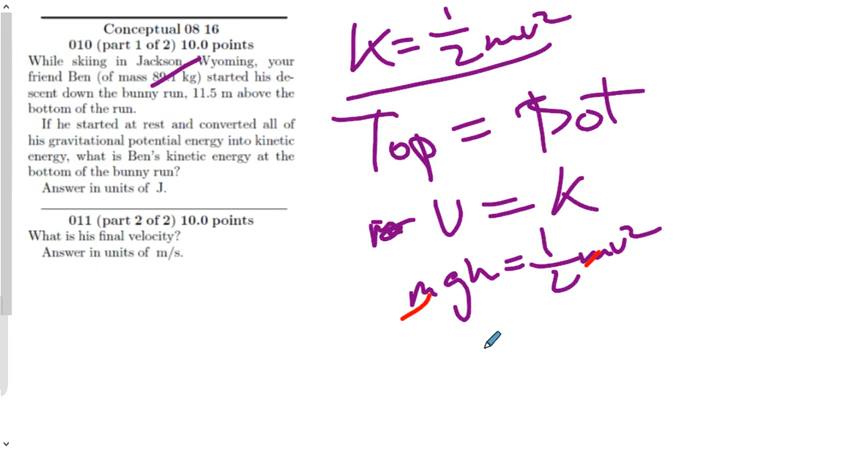 Conceptual 08 16
010 (part 1 of 2) 10.0 points
While skiing in Jackson, Wyoming, your
friend Ben (of mass kg) started his de-
scent down the bunny run, 11.5 m above the
bottom of the run.
If he started at rest and converted all of
his gravitational potential energy into kinetic
energy, what is Ben's kinetic energy at the
bottom of the bunny run?
Answer in units of J.
011 (part 2 of 2) 10.0 points
What is his final velocity?
Answer in units of m/s.
K = 1/2 mv²
Top = Bot
U = K
mgh = 1/2 mv²